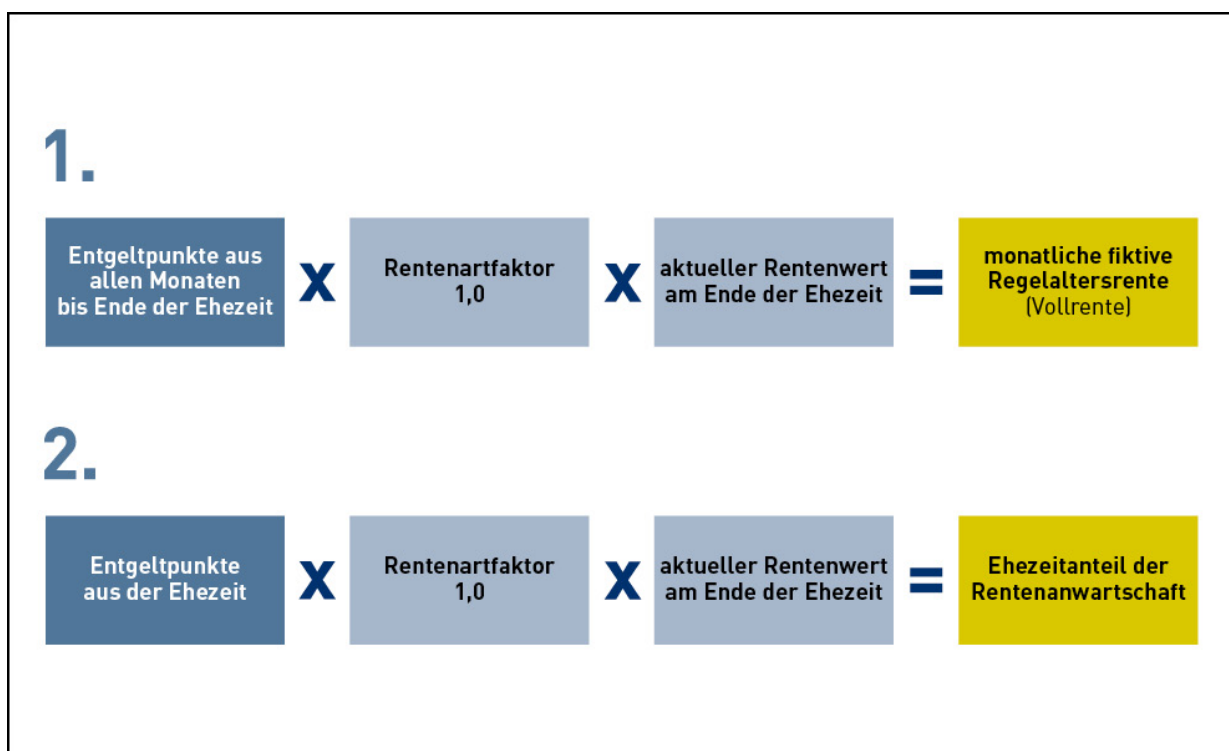 1.
Entgeltpunkte aus
allen Monaten
bis Ende der Ehezeit
X
Rentenartfaktor
1,0
X
aktueller Rentenwert
am Ende der Ehezeit
=
monatliche fiktive
Regelaltersrente
(Vollrente)
2.
Entgeltpunkte
aus der Ehezeit
X
Rentenartfaktor
1,0
X
aktueller Rentenwert
am Ende der Ehezeit
=
Ehezeitanteil der
Rentenanwartschaft